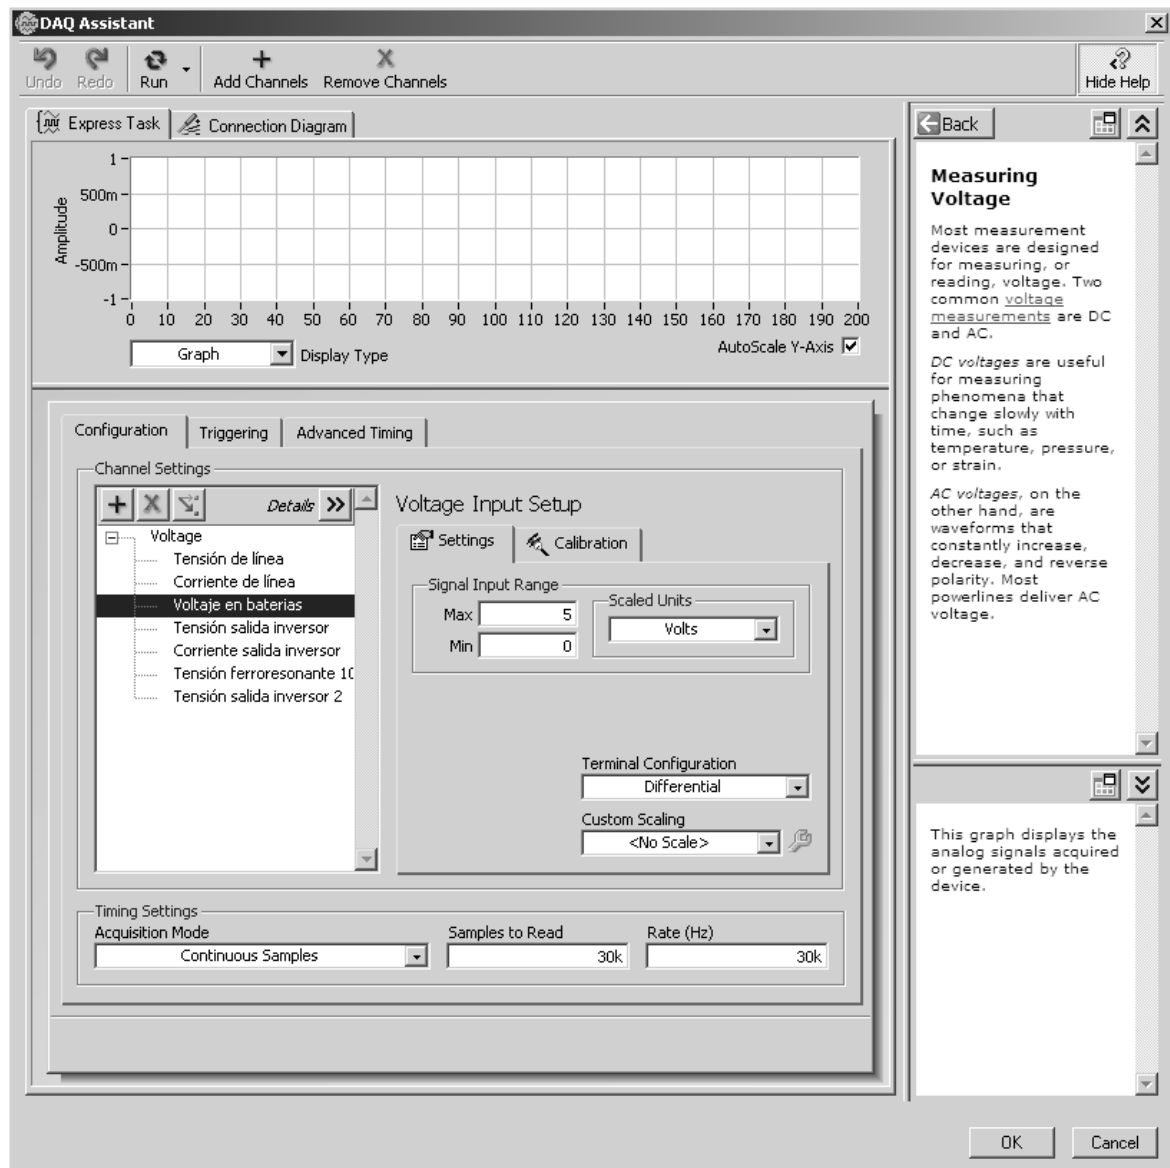 DAQ Assistant
Undo Redo Run Add Channels Remove Channels Hide Help
Express Task Connection Diagram
1
500m
0
-500m
-1
Amplitude
0 10 20 30 40 50 60 70 80 90 100 110 120 130 140 150 160 170 180 190 200
Graph Display Type
AutoScale Y-Axis
Configuration Triggering Advanced Timing
Channel Settings
Details
Voltage
Tensión de línea
Corriente de línea
Voltaje en baterias
Tensión salida inversor
Corriente salida inversor
Tensión ferroresonante 10
Tensión salida inversor 2
Voltage Input Setup
Settings Calibration
Signal Input Range
Max 5
Min 0
Scaled Units
Volts
Terminal Configuration
Differential
Custom Scaling
<No Scale>
Timing Settings
Acquisition Mode
Continuous Samples
Samples to Read
30k
Rate (Hz)
30k
Back
Measuring
Voltage
Most measurement
devices are designed
for measuring, or
reading, voltage. Two
common voltage
measurements are DC
and AC.
DC voltages are useful
for measuring
phenomena that
change slowly with
time, such as
temperature, pressure,
or strain.
AC voltages, on the
other hand, are
waveforms that
constantly increase,
decrease, and reverse
polarity. Most
powerlines deliver AC
voltage.
This graph displays the
analog signals acquired
or generated by the
device.
OK Cancel